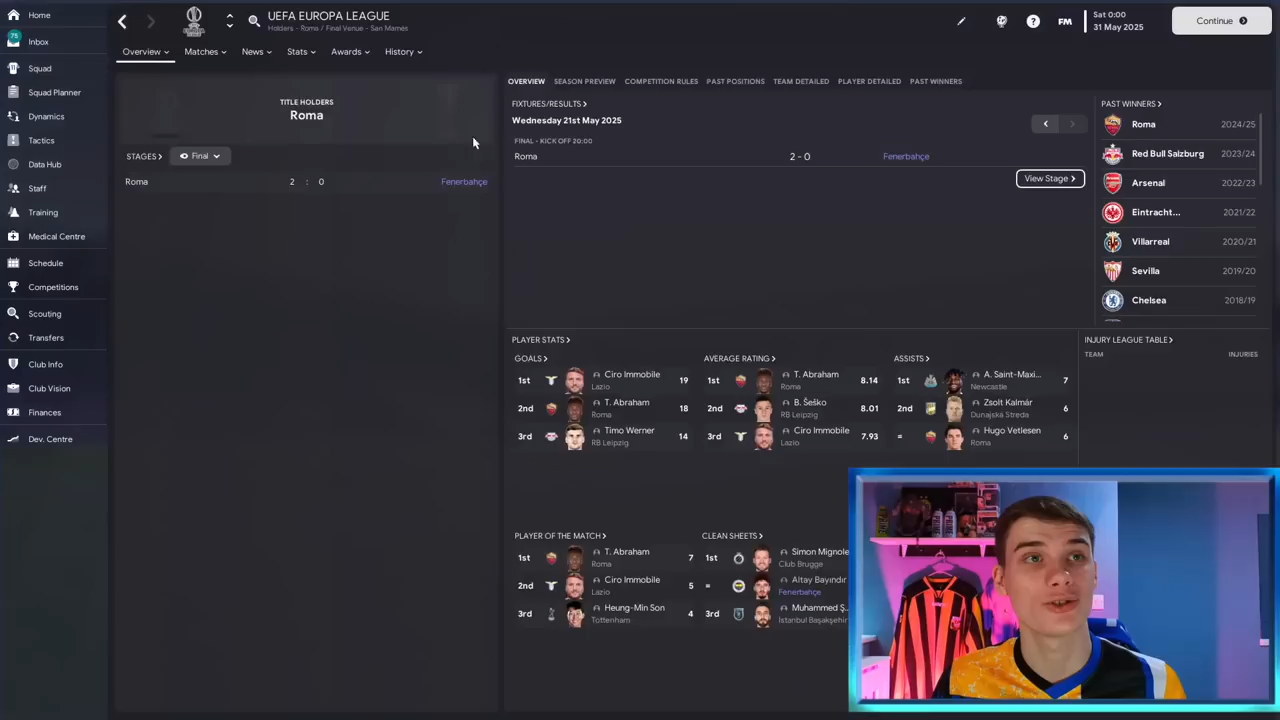 Home
75
Inbox
Squad
Squad Planner
Dynamics
Tactics
Data Hub
Staff
Training
Medical Centre
Schedule
Competitions
Scouting
Transfers
Club Info
Club Vision
Finances
Dev. Centre
UEFA EUROPA LEAGUE
Holders - Roma / Final Venue - San Mamés
FM
Sat 0:00
31 May 2025
Continue
Overview
Matches
News
Stats
Awards
History
TITLE HOLDERS
Roma
STAGES
Final
Roma 2 : 0 Fenerbahçe
OVERVIEW
SEASON PREVIEW
COMPETITION RULES
PAST POSITIONS
TEAM DETAILED
PLAYER DETAILED
PAST WINNERS
FIXTURES/RESULTS
Wednesday 21st May 2025
FINAL - KICK OFF 20:00
Roma 2 - 0 Fenerbahçe
View Stage
PAST WINNERS
Roma 2024/25
Red Bull Salzburg 2023/24
Arsenal 2022/23
Eintracht... 2021/22
Villarreal 2020/21
Sevilla 2019/20
Chelsea 2018/19
PLAYER STATS
GOALS
1st Ciro Immobile 19
Lazio
2nd T. Abraham 18
Roma
3rd Timo Werner 14
RB Leipzig
AVERAGE RATING
1st T. Abraham 8.14
Roma
2nd B. Šeško 8.01
RB Leipzig
3rd Ciro Immobile 7.93
Lazio
ASSISTS
1st A. Saint-Maxi... 7
Newcastle
2nd Zsolt Kalmár 6
Dunajská Streda
= Hugo Vetlesen 6
Roma
INJURY LEAGUE TABLE
TEAM INJURIES
PLAYER OF THE MATCH
1st T. Abraham 7
Roma
2nd Ciro Immobile 5
Lazio
3rd Heung-Min Son 4
Tottenham
CLEAN SHEETS
1st Simon Mignole
Club Brugge
= Altay Bayındır
Fenerbahçe
3rd Muhammed Ş..
Istanbul Başakşehir